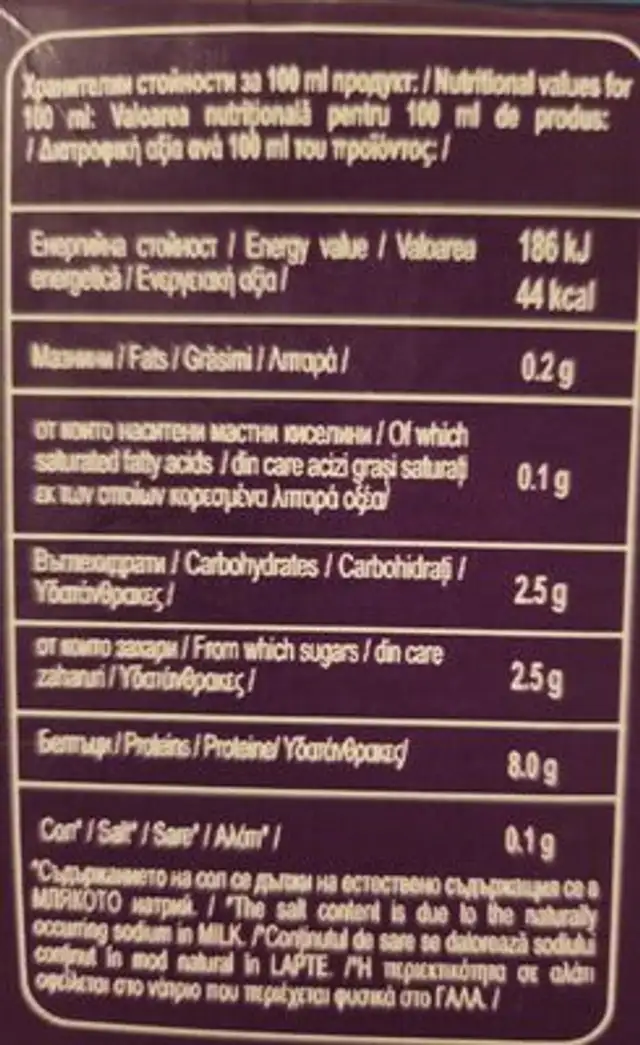 Хранителни стойности за 100 ml продукт: / Nutritional values for
100 ml: Valoarea nutriţională pentru 100 ml de produs:
/ Διατροφική αξία ανά 100 ml του προϊόντος: /
Енергийна стойност / Energy value / Valoarea 186 kJ
energetică / Ενεργειακή αξία / 44 kcal
Мазнини / Fats / Grăsimi / Λιπαρά / 0.2 g
от които наситени мастни киселини / Of which
saturated fatty acids / din care acizi graşi saturaţi 0.1 g
εκ των οποίων κορεσμένα λιπαρά οξέα/
Въглехидрати / Carbohydrates / Carbohidraţi / 2.5 g
Υδατάνθρακες /
от които захари / From which sugars / din care 2.5 g
zaharuri / Υδατάνθρακες /
Белтъци / Proteins / Proteine/ Υδατάνθρακες/ 8.0 g
Сол* / Salt* / Sare* / Αλάτι* / 0.1 g
*Съдържанието на сол се дължи на естествено съдържащия се в
МЛЯКОТО натрий. / *The salt content is due to the naturally
occurring sodium in MILK. /*Conţinutul de sare se datorează sodiului
conţinut în mod natural în LAPTE. /*Η περιεκτικότητα σε αλάτι
οφείλεται στο νάτριο που περιέχεται φυσικά στο ΓΑΛΑ. /